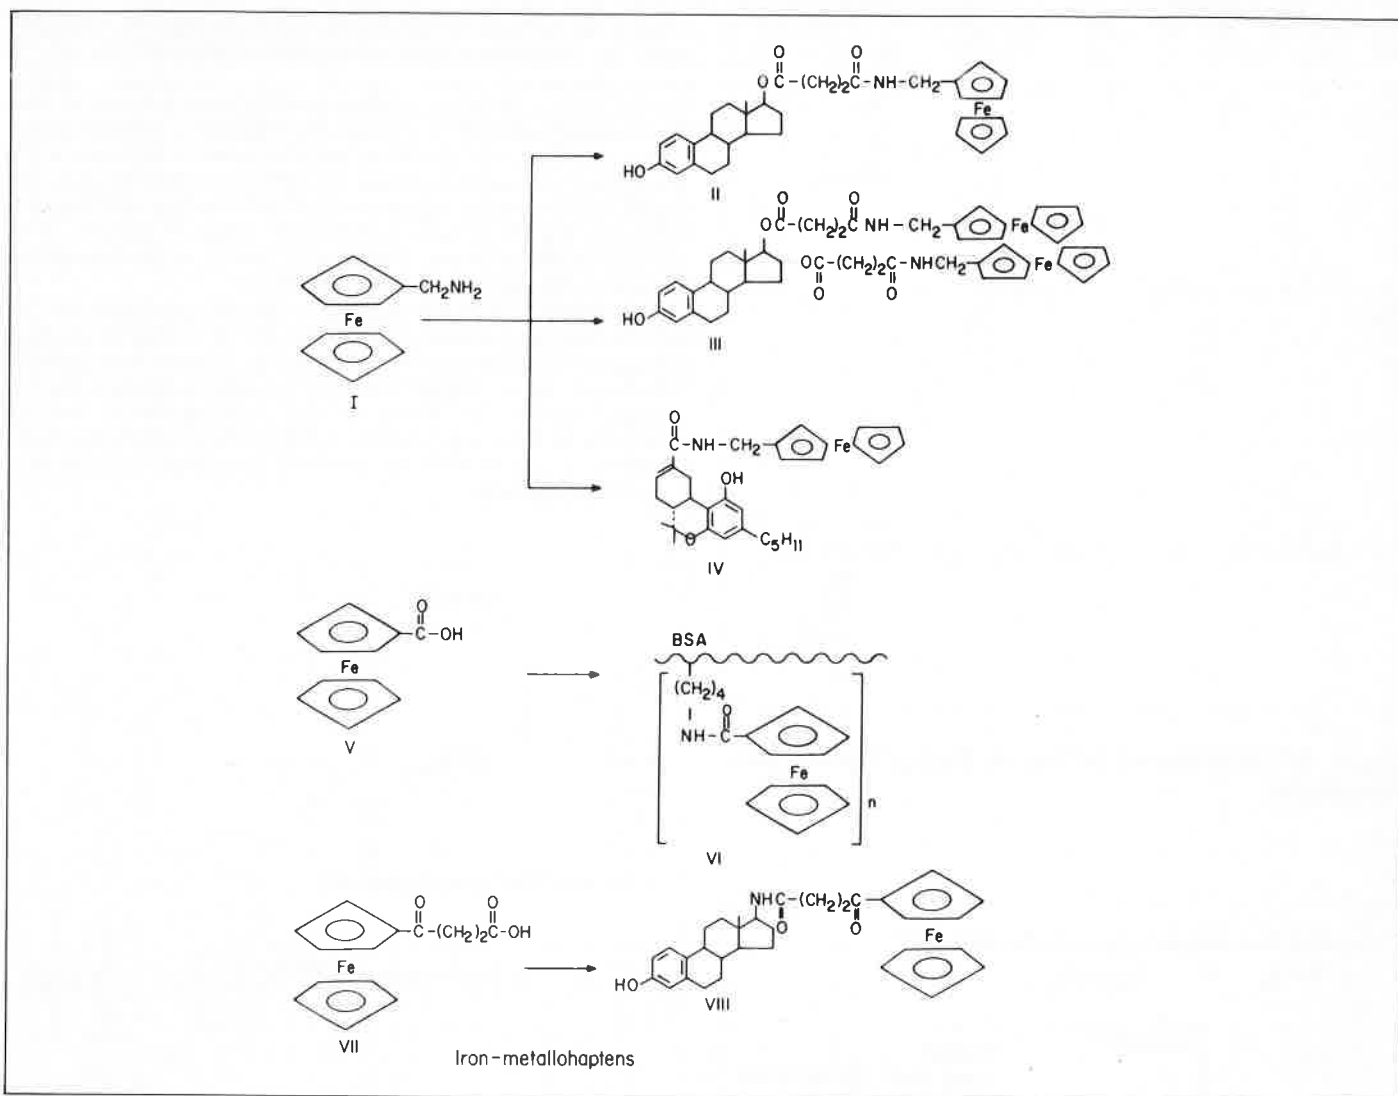 O O
O C-(CH2)2C-NH-CH2
Fe
HO
II
O O
OC-(CH2)2C NH-CH2 Fe
OC-(CH2)2C-NHCH2 Fe
O O
HO
III
CH2NH2
Fe
I
O
C-NH-CH2 Fe
OH
O
C5H11
IV
O
C-OH
Fe
V
BSA
(CH2)4
O
NH-C
Fe
n
VI
O O
C-(CH2)2C-OH
Fe
VII
NHC-(CH2)2C
O O
Fe
HO
VIII
Iron-metallohaptens